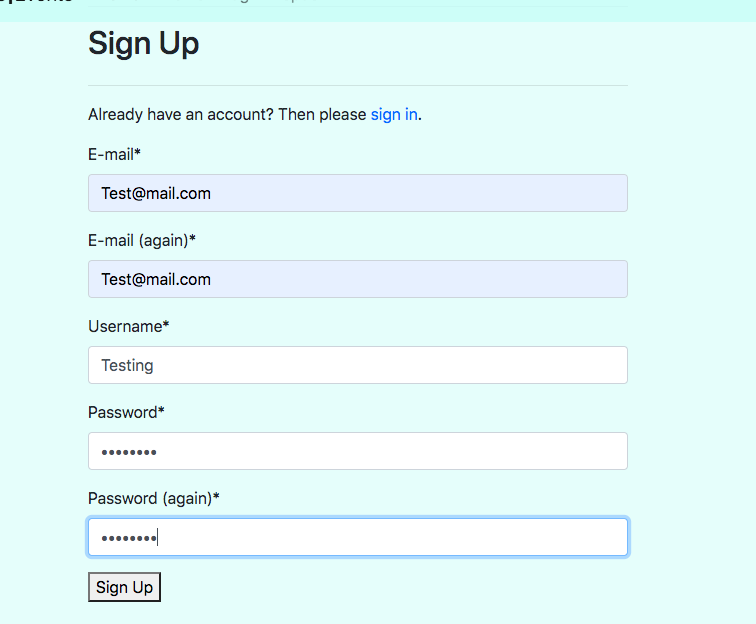 Sign Up
Already have an account? Then please sign in.
E-mail*
Test@mail.com
E-mail (again)*
Test@mail.com
Username*
Testing
Password*
••••••••
Password (again)*
••••••••
Sign Up